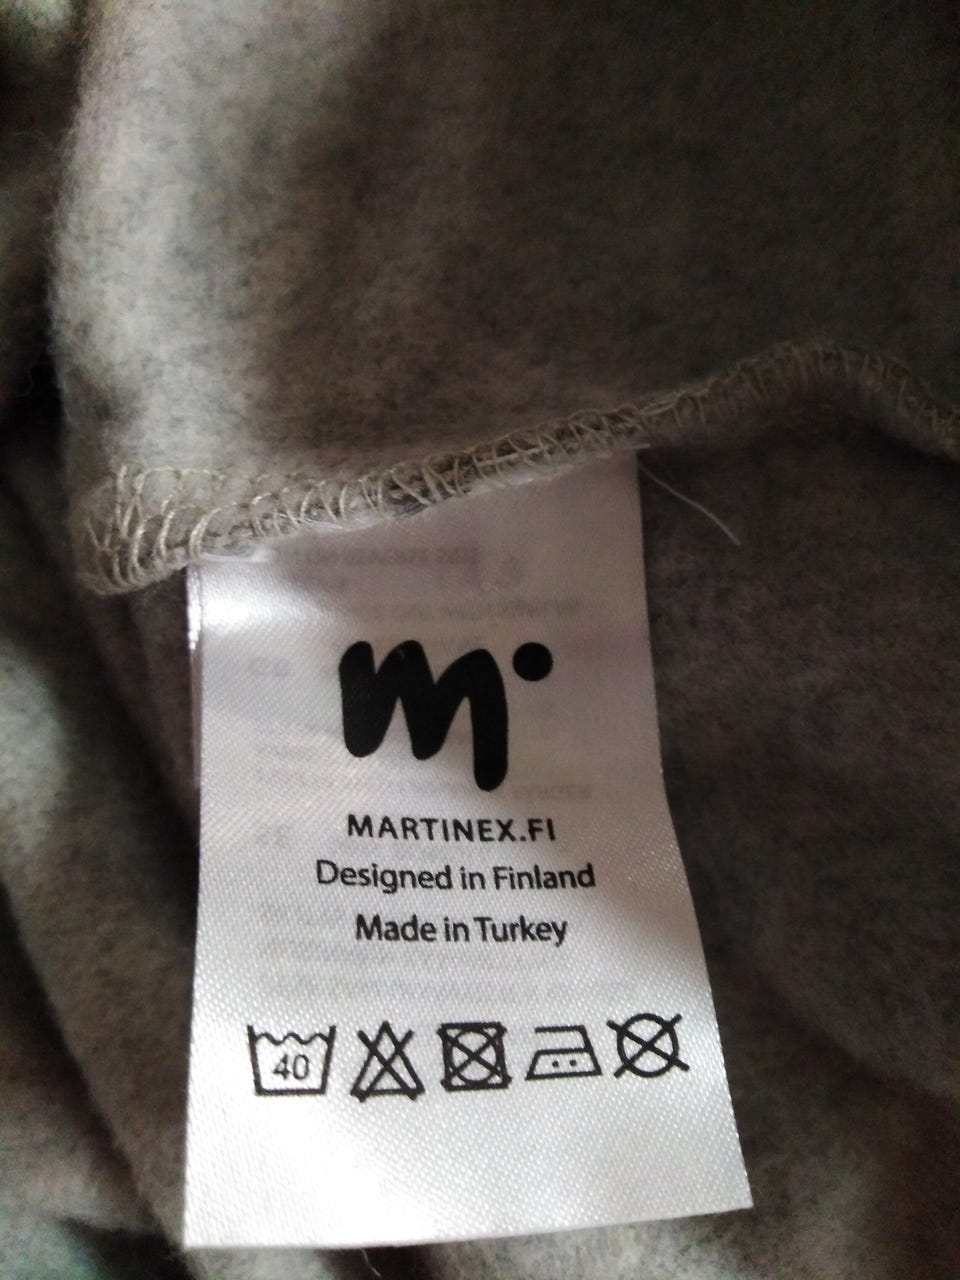 m
MARTINEX.FI
Designed in Finland
Made in Turkey
40